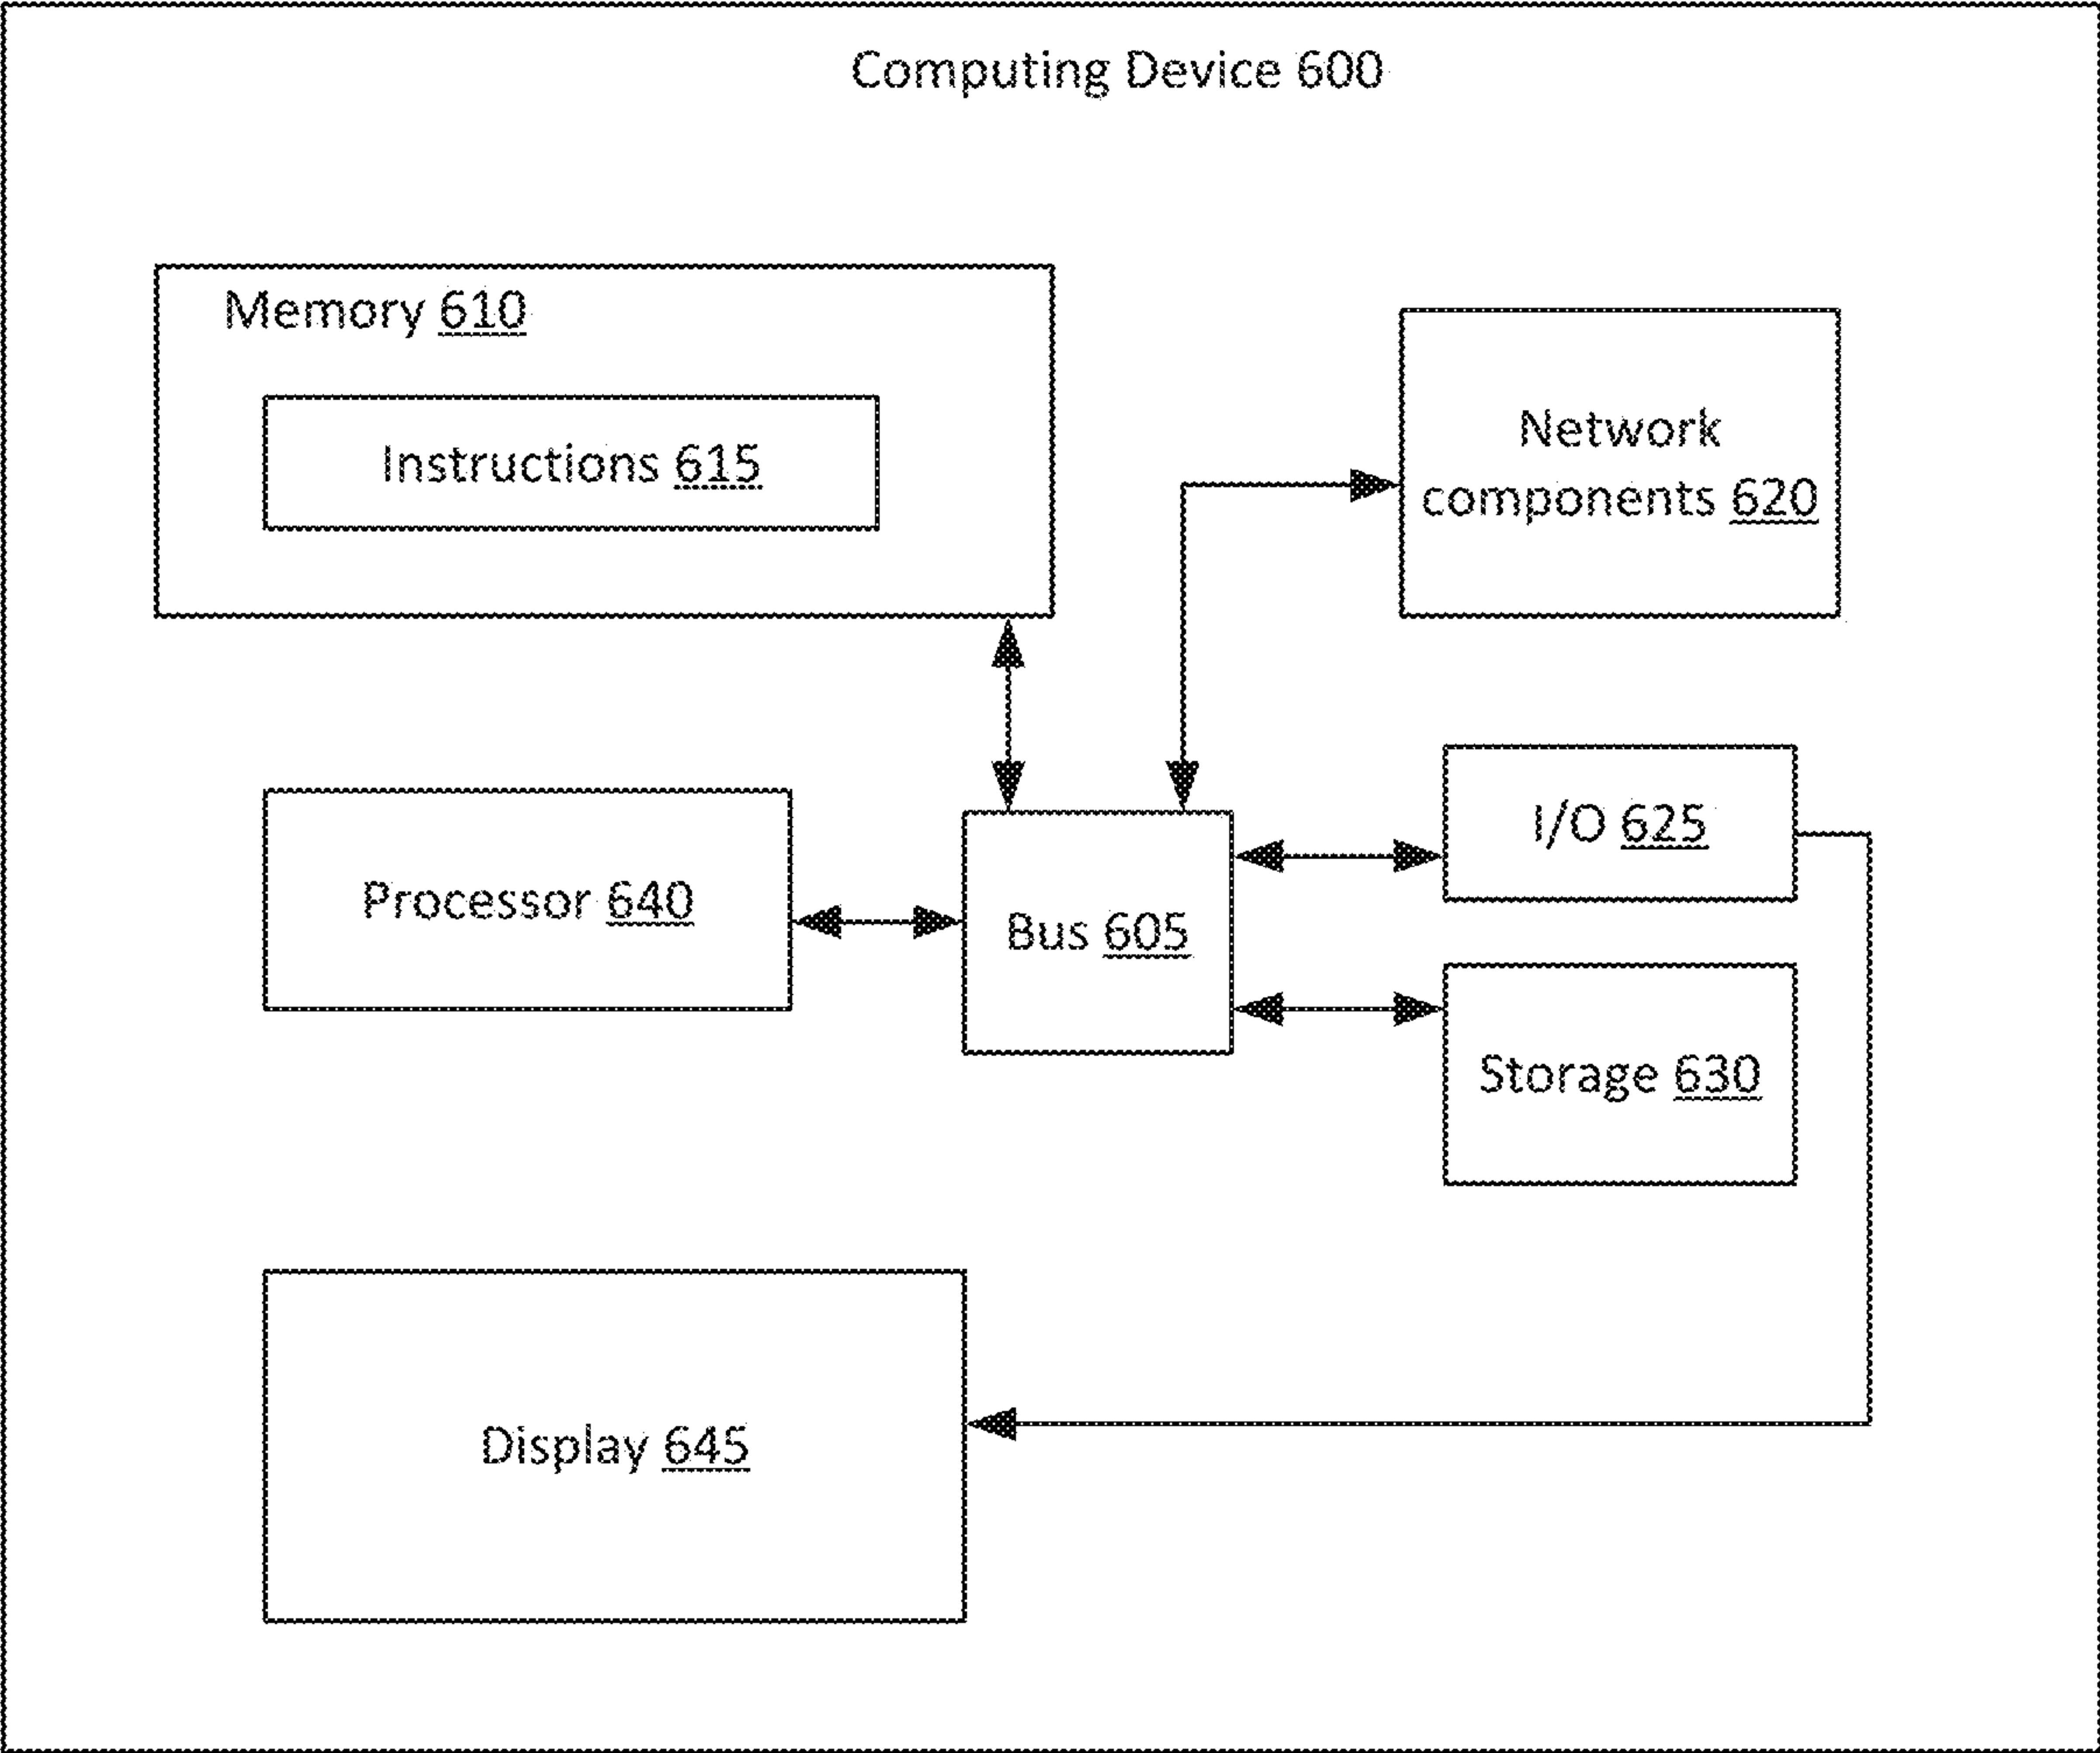 Computing Device 600
Memory 610
Instructions 615
Network
components 620
I/O 625
Processor 640
Bus 605
Storage 630
Display 645